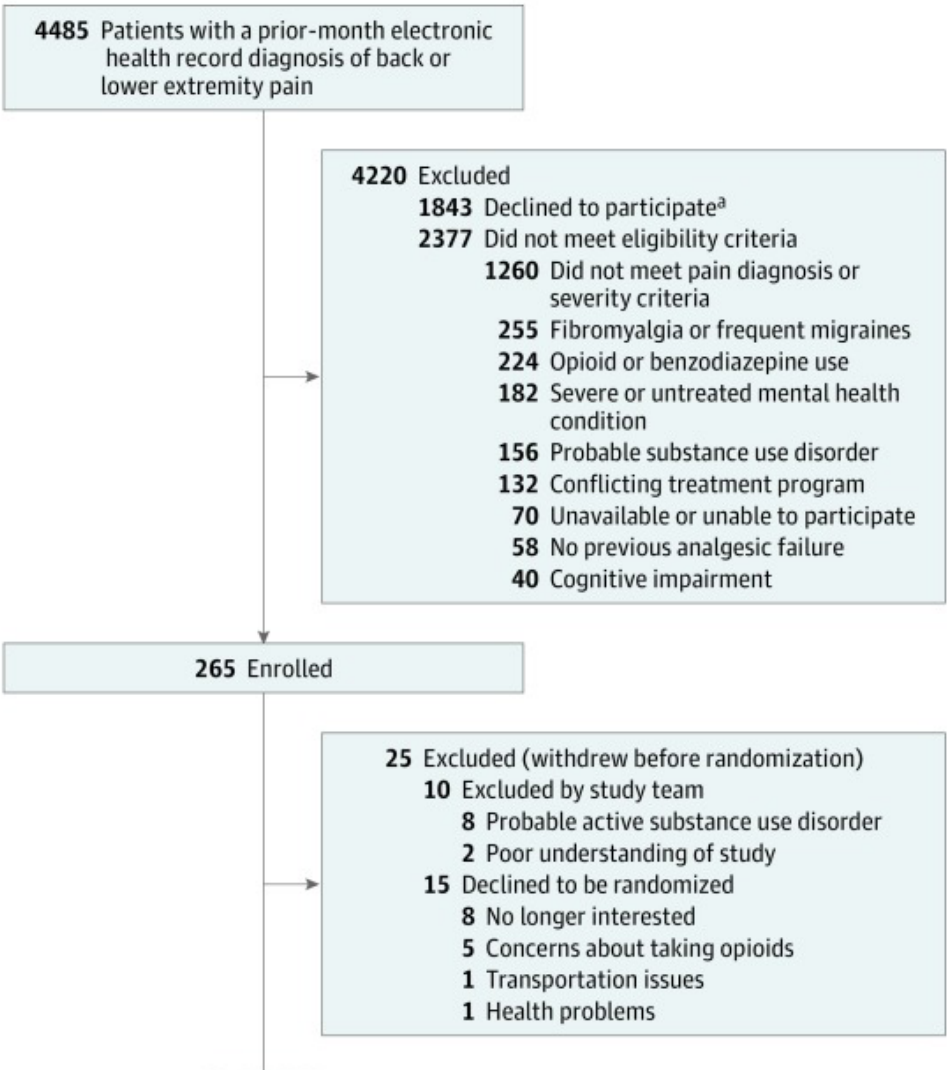 4485 Patients with a prior-month electronic
health record diagnosis of back or
lower extremity pain
4220 Excluded
1843 Declined to participateᵃ
2377 Did not meet eligibility criteria
1260 Did not meet pain diagnosis or
severity criteria
255 Fibromyalgia or frequent migraines
224 Opioid or benzodiazepine use
182 Severe or untreated mental health
condition
156 Probable substance use disorder
132 Conflicting treatment program
70 Unavailable or unable to participate
58 No previous analgesic failure
40 Cognitive impairment
265 Enrolled
25 Excluded (withdrew before randomization)
10 Excluded by study team
8 Probable active substance use disorder
2 Poor understanding of study
15 Declined to be randomized
8 No longer interested
5 Concerns about taking opioids
1 Transportation issues
1 Health problems